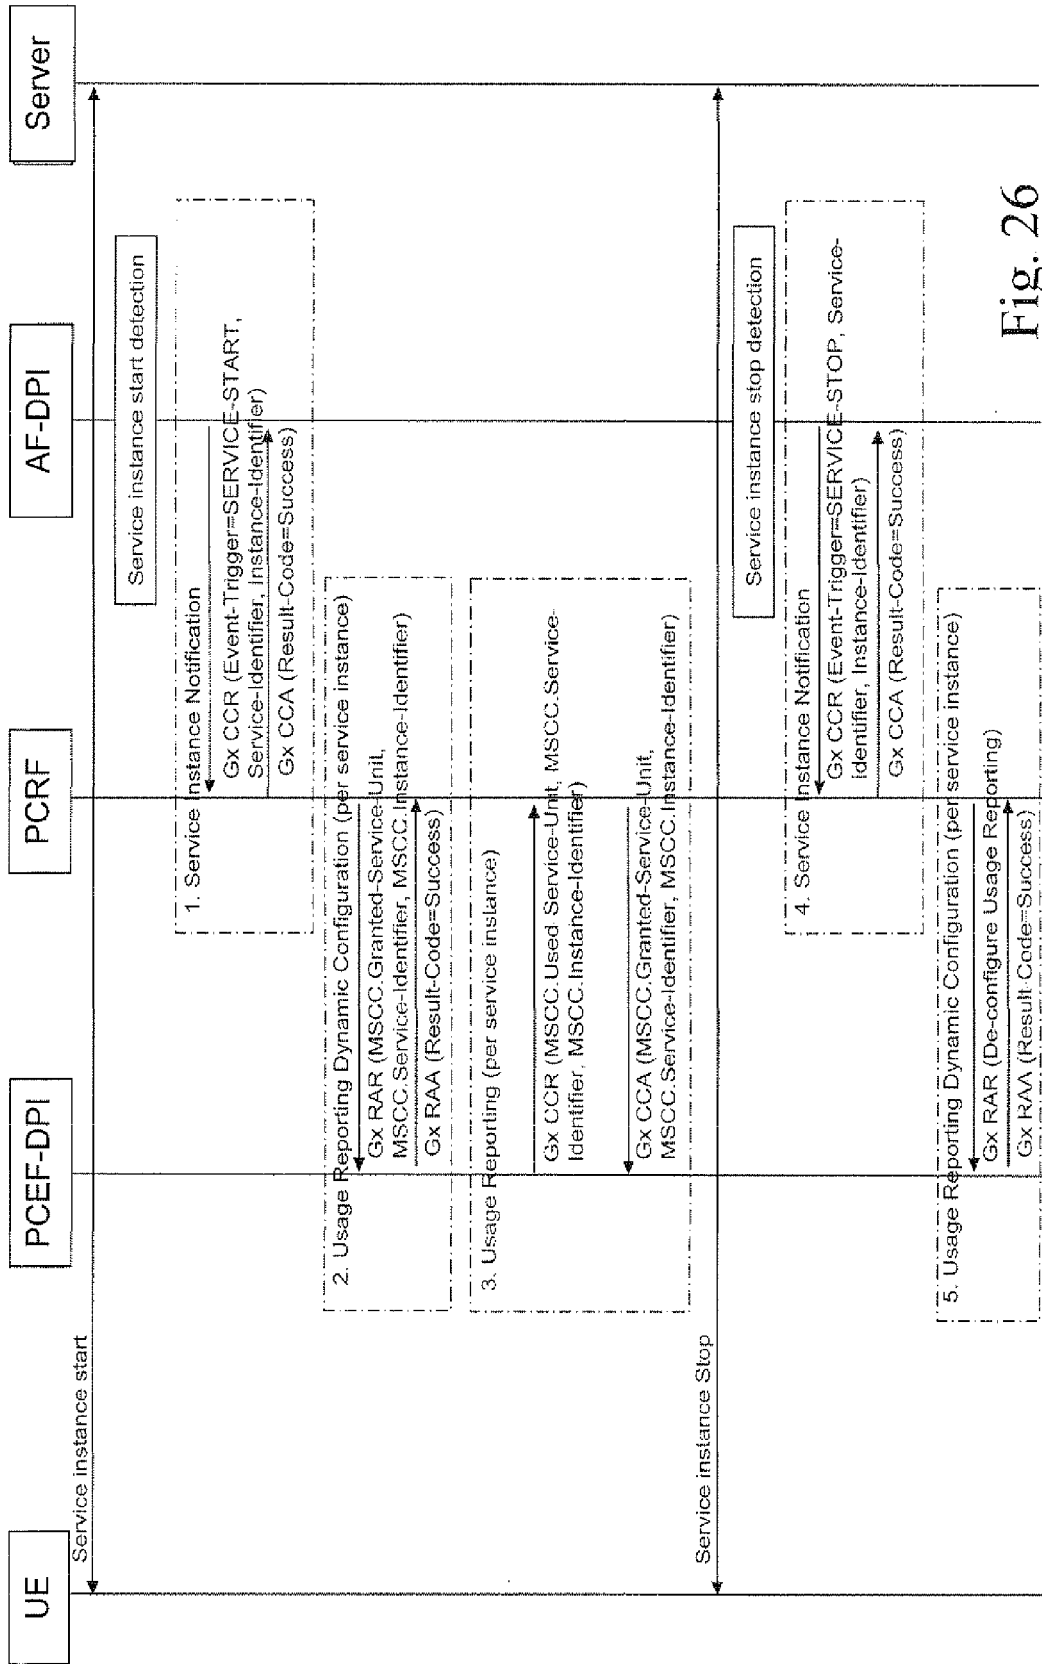 UE
PCEF-DPI
PCRF
AF-DPI
Server
Service instance start
Service instance start detection
1. Service Instance Notification
Gx CCR (Event-Trigger=SERVICE-START,
Service-Identifier, Instance-Identifier)
Gx CCA (Result-Code=Success)
2. Usage Reporting Dynamic Configuration (per service instance)
Gx RAR (MSCC.Granted-Service-Unit,
MSCC.Service-Identifier, MSCC.Instance-Identifier)
Gx RAA (Result-Code=Success)
3. Usage Reporting (per service instance)
Gx CCR (MSCC.Used Service-Unit, MSCC.Service-
Identifier, MSCC.Instance-Identifier)
Gx CCA (MSCC.Granted-Service-Unit,
MSCC.Service-Identifier, MSCC.Instance-Identifier)
Service instance Stop
Service instance stop detection
4. Service Instance Notification
Gx CCR (Event-Trigger=SERVICE-STOP, Service-
Identifier, Instance-Identifier)
Gx CCA (Result-Code=Success)
5. Usage Reporting Dynamic Configuration (per service instance)
Gx RAR (De-configure Usage Reporting)
Gx RAA (Result-Code=Success)
Fig. 26